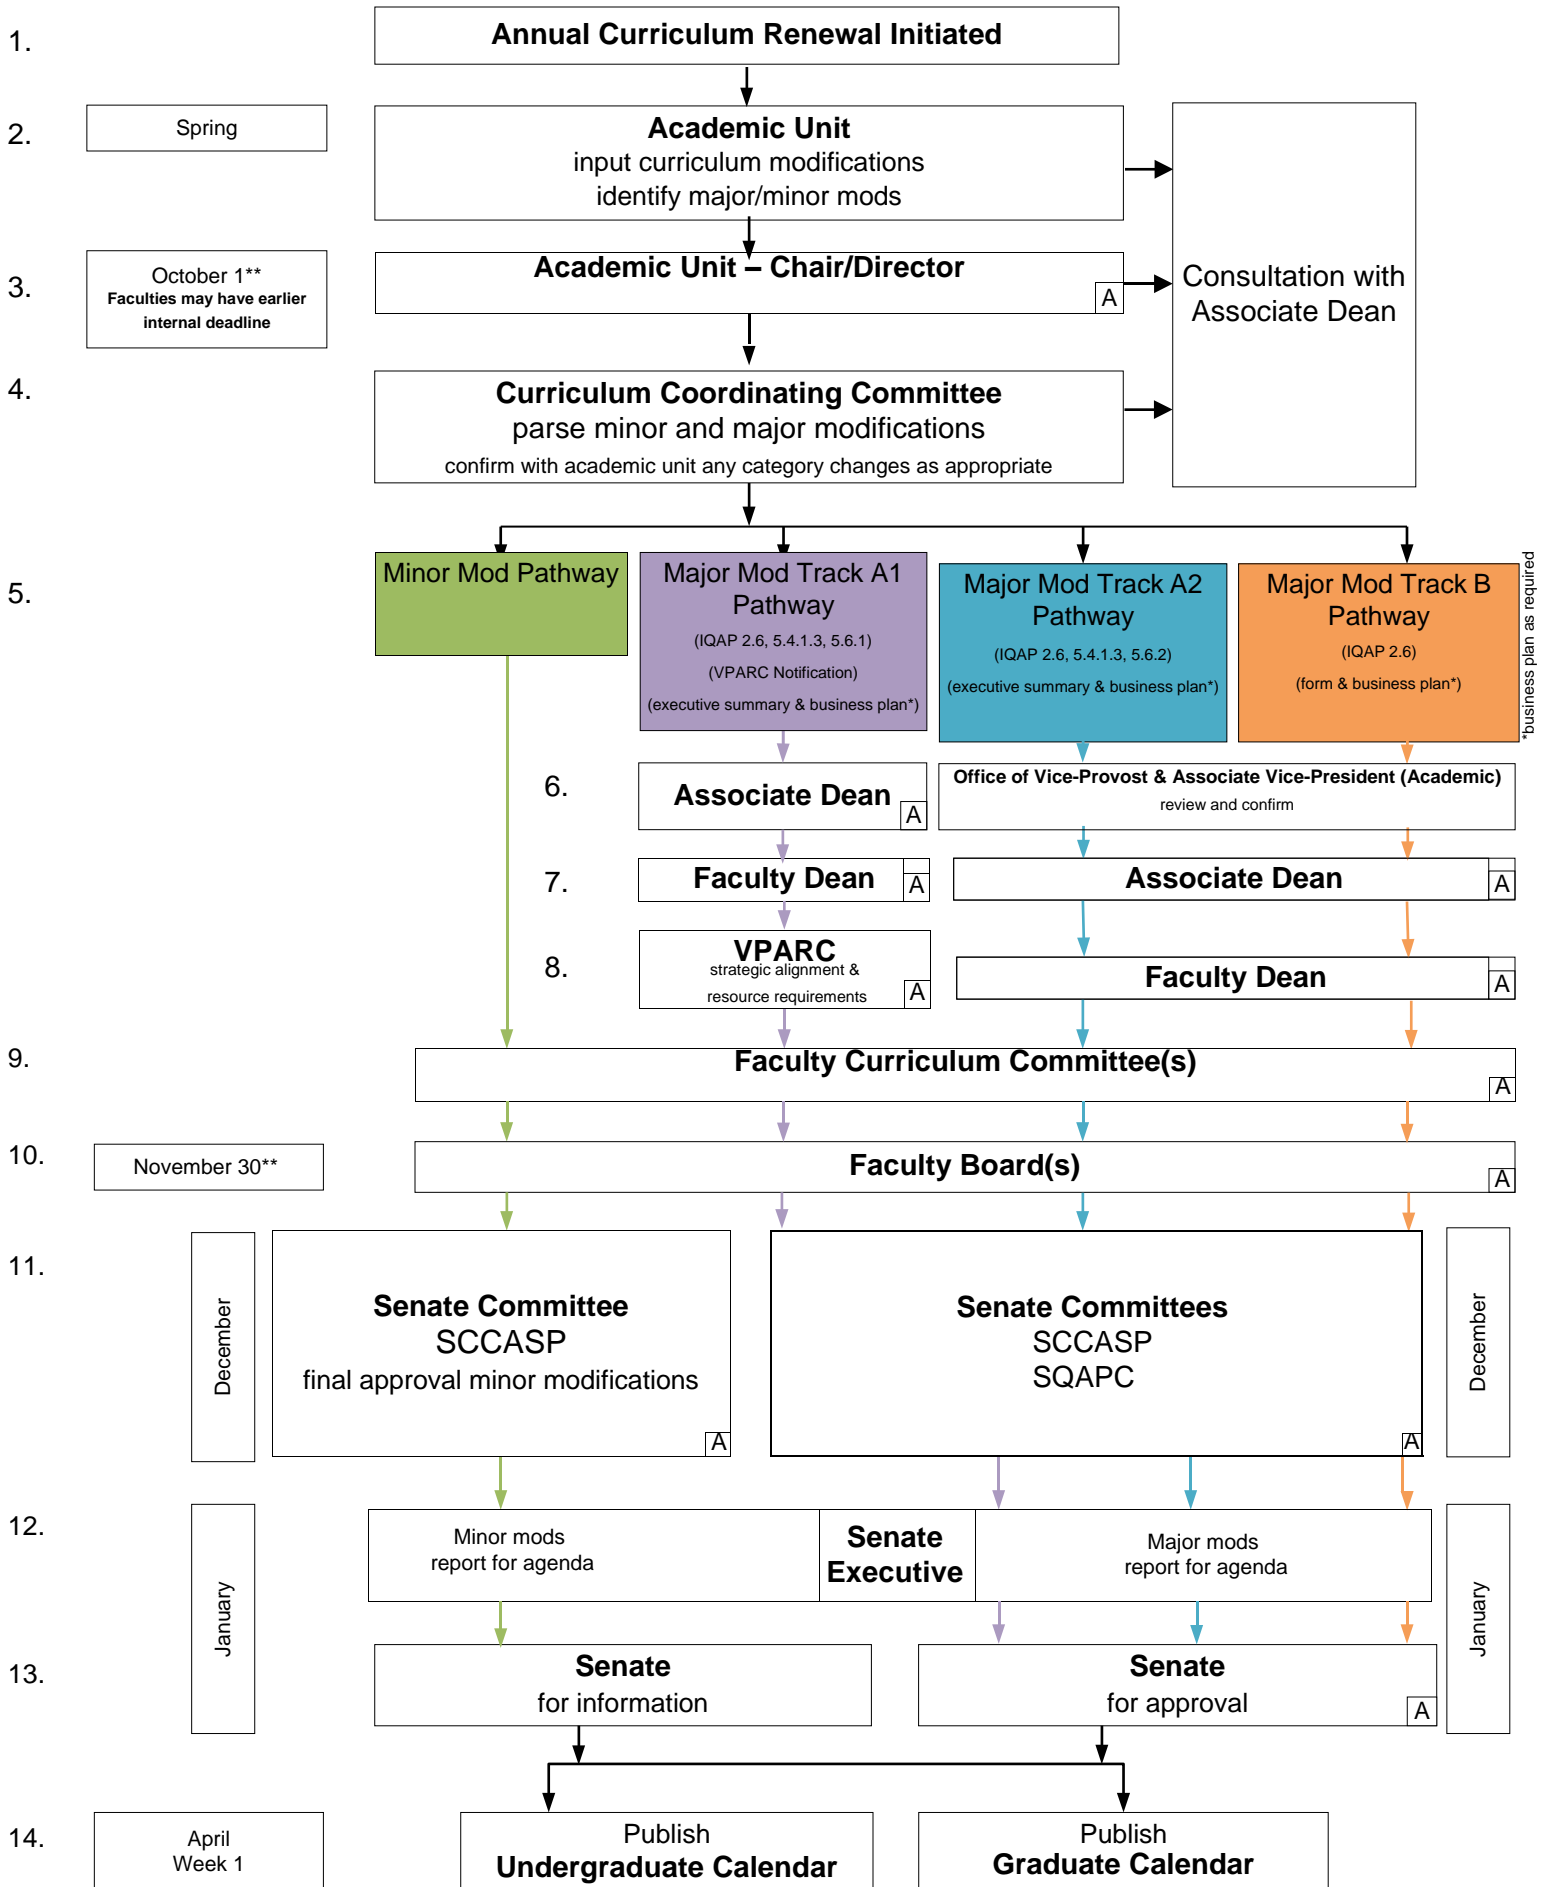 1.
Annual Curriculum Renewal Initiated
2.
Spring
Academic Unit
input curriculum modifications
identify major/minor mods
Consultation with
Associate Dean
3.
October 1**
Faculties may have earlier
internal deadline
Academic Unit – Chair/Director
A
4.
Curriculum Coordinating Committee
parse minor and major modifications
confirm with academic unit any category changes as appropriate
5.
Minor Mod Pathway
Major Mod Track A1
Pathway
(IQAP 2.6, 5.4.1.3, 5.6.1)
(VPARC Notification)
(executive summary & business plan*)
Major Mod Track A2
Pathway
(IQAP 2.6, 5.4.1.3, 5.6.2)
(executive summary & business plan*)
Major Mod Track B
Pathway
(IQAP 2.6)
(form & business plan*)
*business plan as required
6.
Associate Dean
A
Office of Vice-Provost & Associate Vice-President (Academic)
review and confirm
7.
Faculty Dean
A
Associate Dean
A
8.
VPARC
strategic alignment &
resource requirements
A
Faculty Dean
A
9.
Faculty Curriculum Committee(s)
A
10.
November 30**
Faculty Board(s)
A
11.
December
Senate Committee
SCCASP
final approval minor modifications
A
Senate Committees
SCCASP
SQAPC
A
December
12.
January
Minor mods
report for agenda
Senate
Executive
Major mods
report for agenda
January
13.
Senate
for information
Senate
for approval
A
14.
April
Week 1
Publish
Undergraduate Calendar
Publish
Graduate Calendar